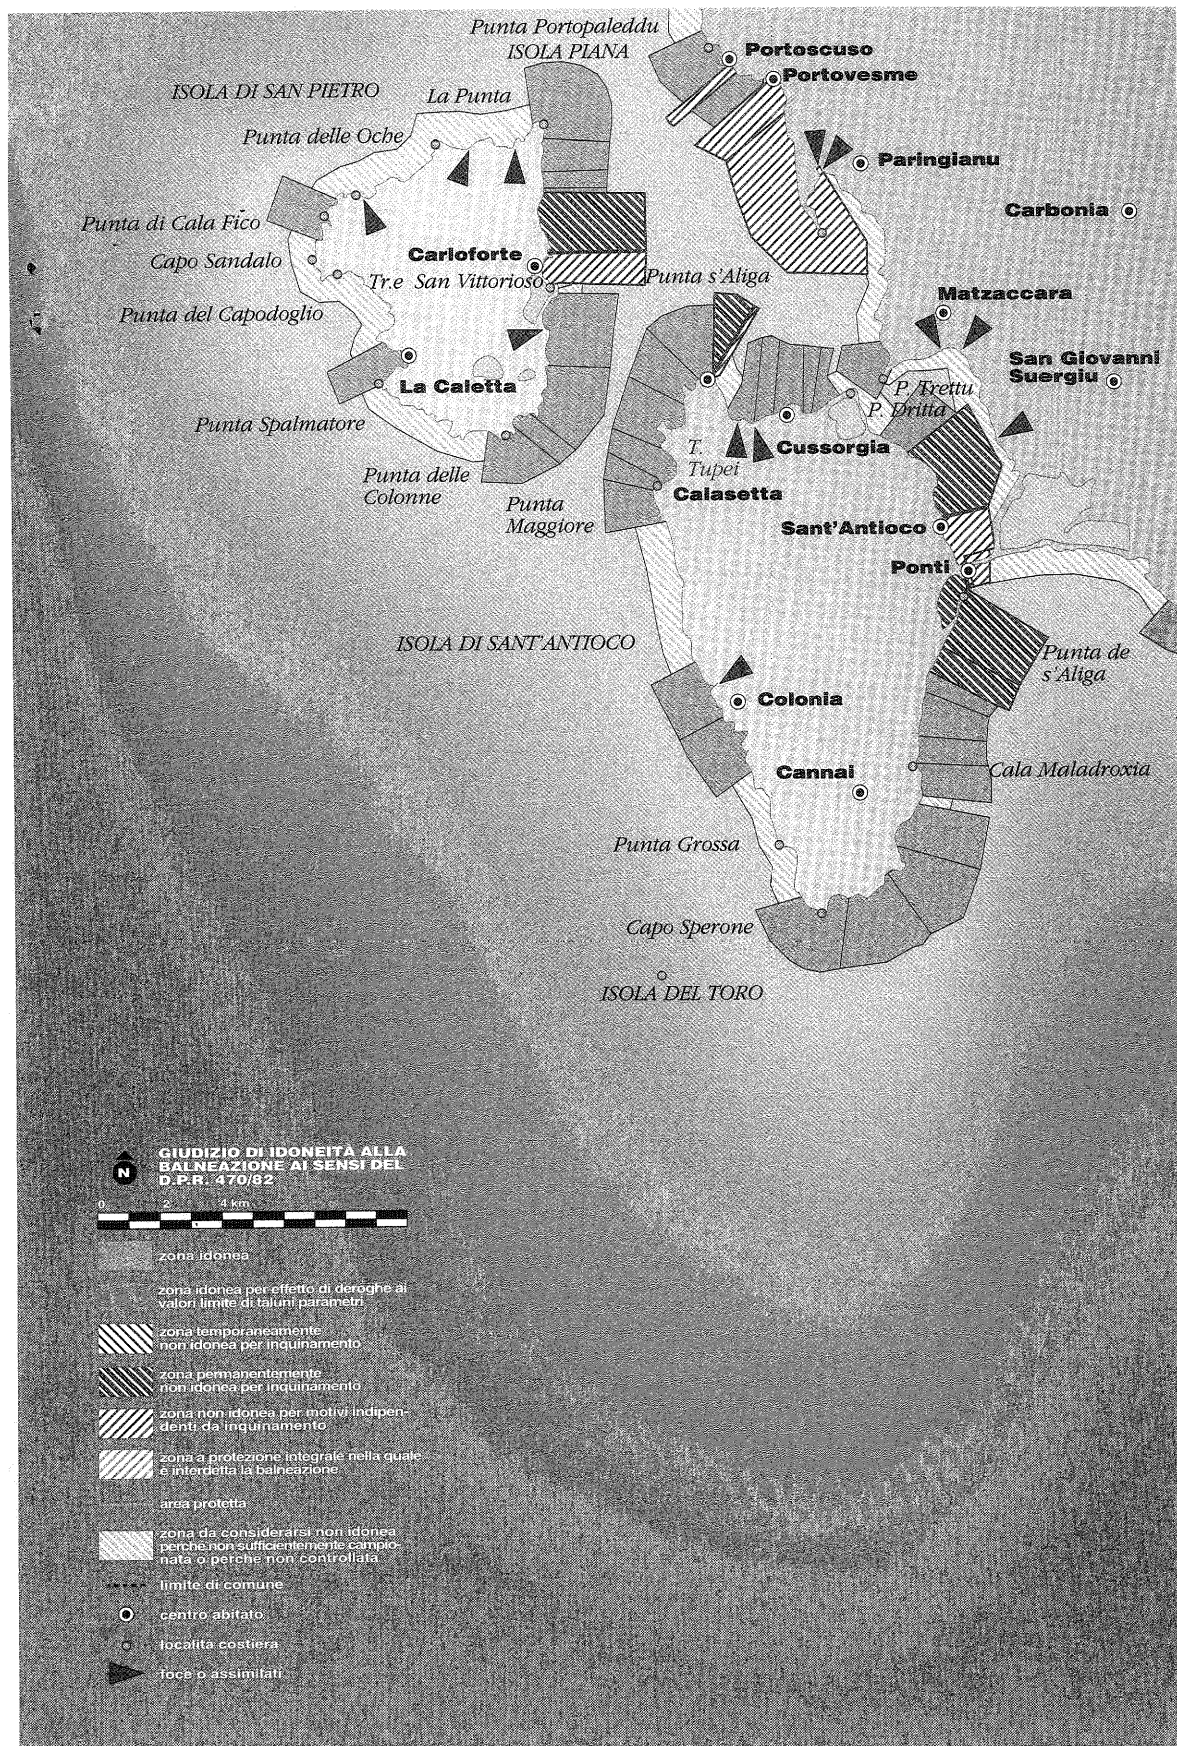 Punta Portopaleddu
ISOLA PIANA
Portoscuso
Portovesme
ISOLA DI SAN PIETRO
La Punta
Punta delle Oche
Paringianu
Carbonia
Punta di Cala Fico
Capo Sandalo
Carloforte
Tr.e San Vittorioso
Punta s'Aliga
Punta del Capodoglio
Matzaccara
San Giovanni
Suergiu
La Caletta
P. Trettu
P. Dritta
Punta Spalmatore
Cussorgia
T.
Tupei
Punta delle
Colonne
Punta
Maggiore
Calasetta
Sant'Antioco
Ponti
ISOLA DI SANT'ANTIOCO
Punta de
s'Aliga
Colonia
Cannai
Cala Maladroxia
Punta Grossa
Capo Sperone
ISOLA DEL TORO
N
GIUDIZIO DI IDONEITÀ ALLA
BALNEAZIONE AI SENSI DEL
D.P.R. 470/82
0 2 4 km
zona idonea
zona idonea per effetto di deroghe ai
valori limite di taluni parametri
zona temporaneamente
non idonea per inquinamento
zona permanentemente
non idonea per inquinamento
zona non idonea per motivi indipen-
denti da inquinamento
zona a protezione integrale nella quale
è interdetta la balneazione
area protetta
zona da considerarsi non idonea
perche non sufficientemente campio-
nata o perche non controllata
limite di comune
centro abitato
località costiera
foce o assimilati